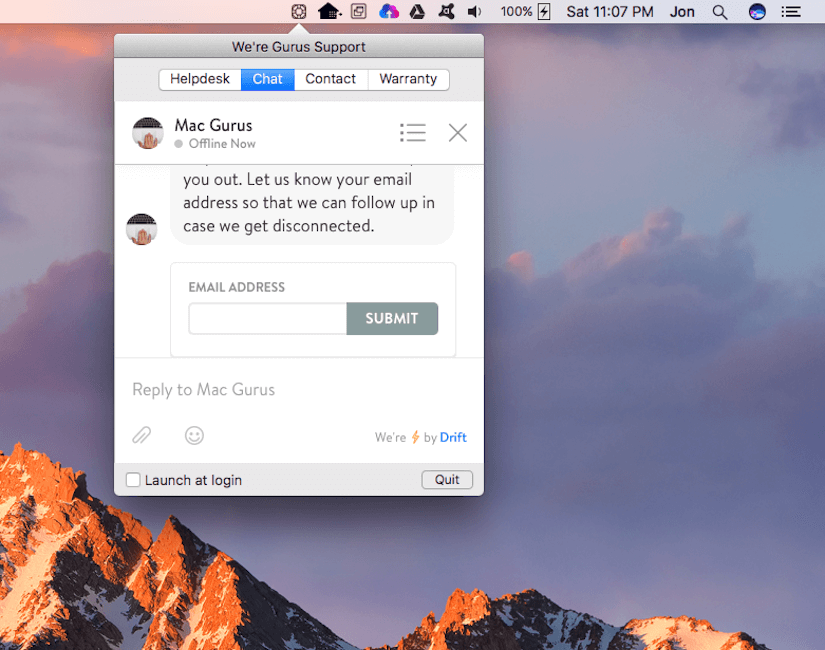 100% Sat 11:07 PM Jon
We're Gurus Support
Helpdesk Chat Contact Warranty
Mac Gurus
Offline Now
you out. Let us know your email
address so that we can follow up in
case we get disconnected.
EMAIL ADDRESS
SUBMIT
Reply to Mac Gurus
We're ⚡ by Drift
Launch at login Quit